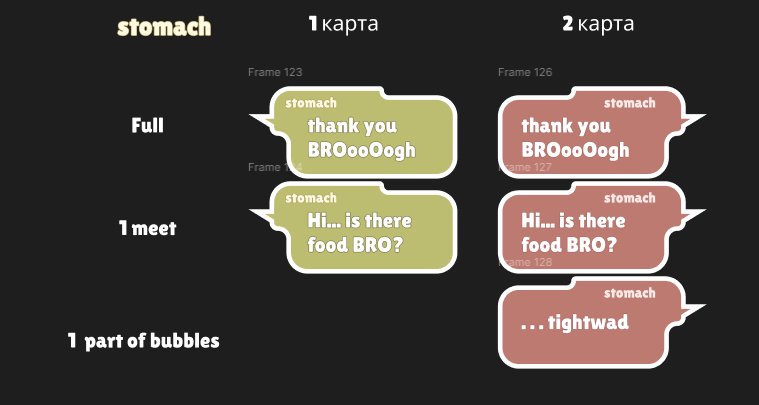 stomach
1 карта
2 карта
Frame 123
Frame 126
Full
stomach
thank you
BROooOogh
stomach
thank you
BROooOogh
Frame 124
Frame 127
1 meet
stomach
Hi... is there
food BRO?
stomach
Hi... is there
food BRO?
Frame 128
1 part of bubbles
stomach
... tightwad